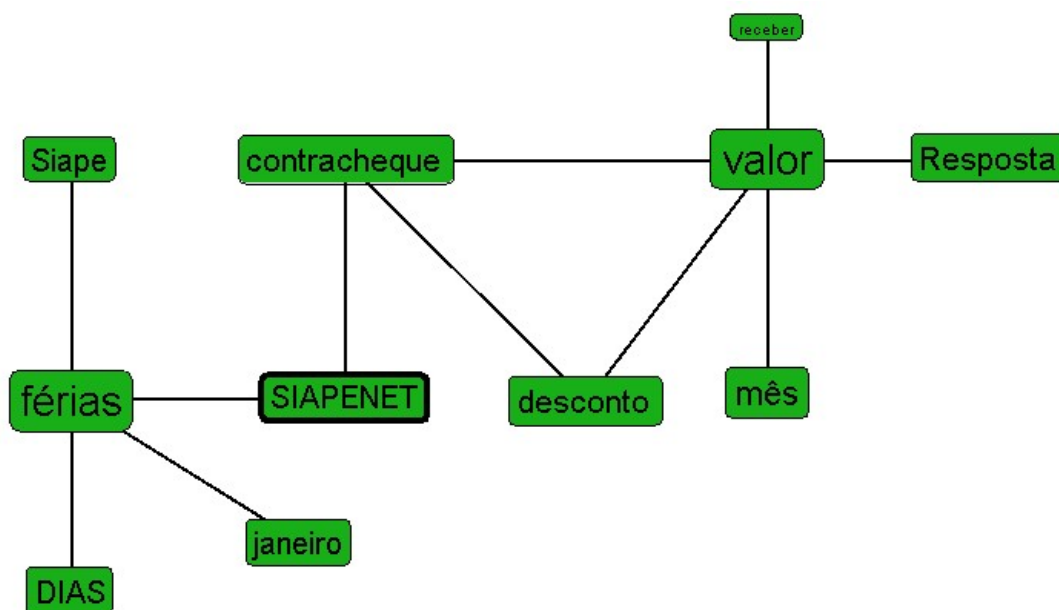 receber
Siape
contracheque
valor
Resposta
férias
SIAPENET
desconto
mês
janeiro
DIAS